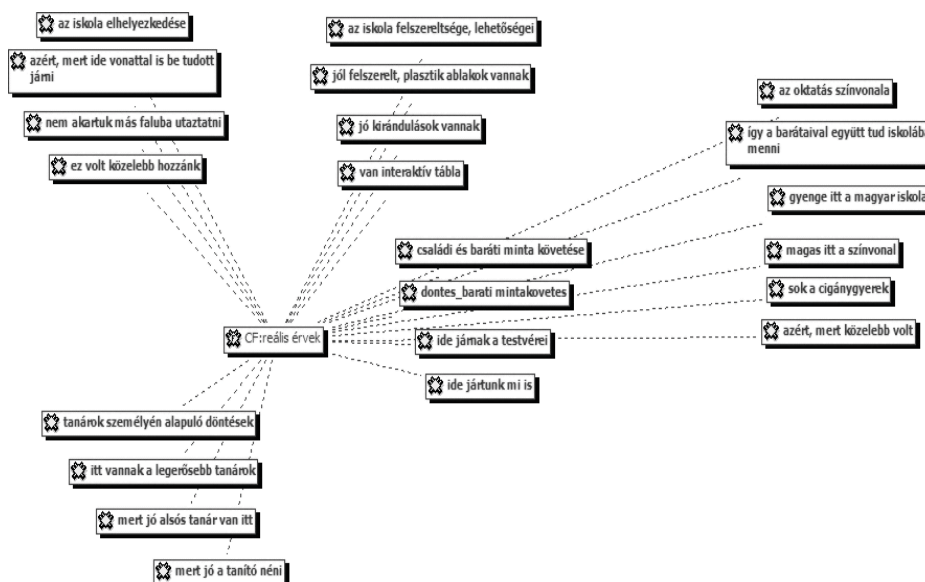 az iskola elhelyezkedése
azért, mert ide vonattal is be tudott
járni
nem akartuk más faluba utaztatni
ez volt közelebb hozzánk
az iskola felszereltsége, lehetőségei
jól felszerelt, plasztik ablakok vannak
jó kirándulások vannak
van interaktív tábla
az oktatás színvonala
így a barátaival együtt tud iskolába
menni
gyenge itt a magyar iskola
magas itt a színvonal
sok a cigánygyerek
azért, mert közelebb volt
családi és baráti minta követése
dontes_barati mintakovetes
ide járnak a testvérei
ide jártunk mi is
CF:reális érvek
tanárok személyén alapuló döntések
itt vannak a legerősebb tanárok
mert jó alsós tanár van itt
mert jó a tanító néni